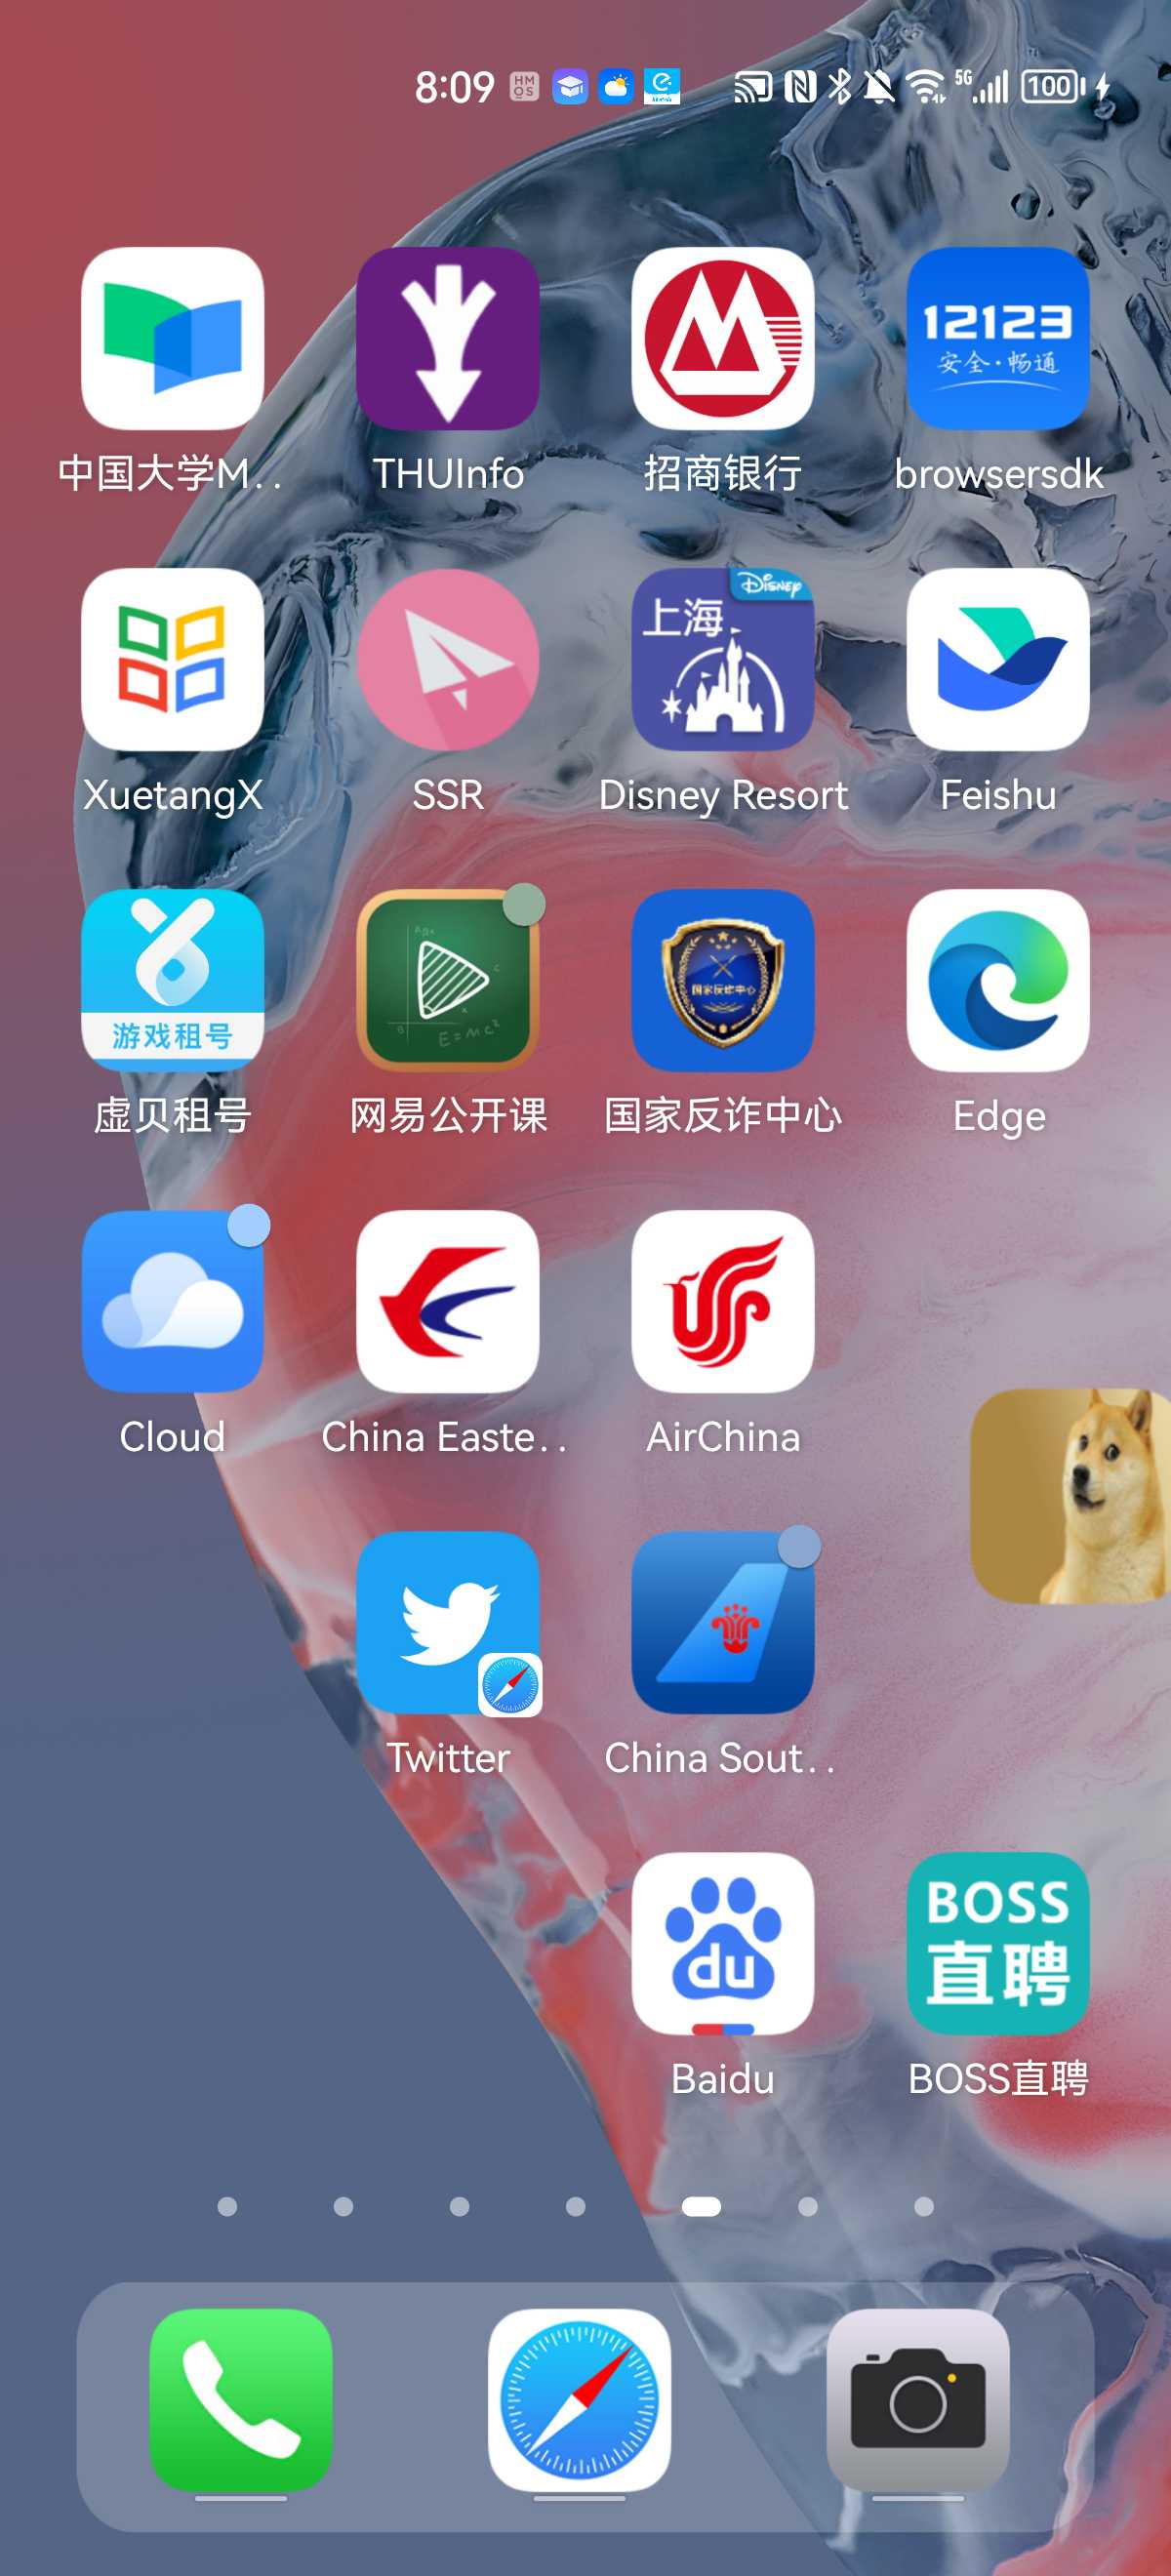 8:09 HM OS 5G 100
12123
安全·畅通
中国大学M..
THUInfo
招商银行
browsersdk
Disney
上海
XuetangX
SSR
Disney Resort
Feishu
游戏租号
E=mc²
国家反诈中心
虚贝租号
网易公开课
国家反诈中心
Edge
Cloud
China Easte..
AirChina
Twitter
China Sout..
du
BOSS
直聘
Baidu
BOSS直聘